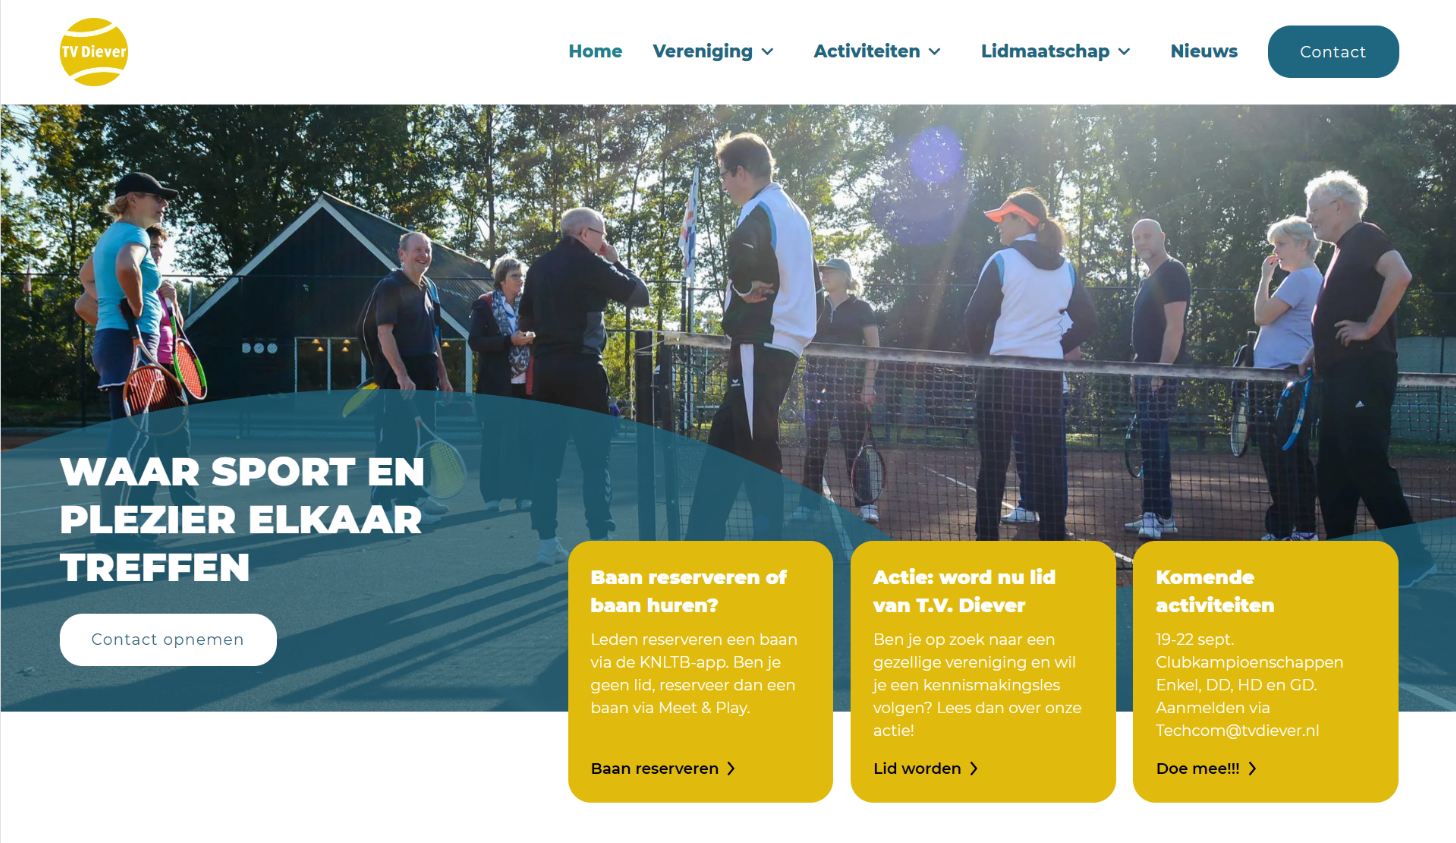 TV Diever
Home
Vereniging
Activiteiten
Lidmaatschap
Nieuws
Contact
WAAR SPORT EN
PLEZIER ELKAAR
TREFFEN
Contact opnemen
Baan reserveren of
baan huren?
Leden reserveren een baan
via de KNLTB-app. Ben je
geen lid, reserveer dan een
baan via Meet & Play.
Baan reserveren
Actie: word nu lid
van T.V. Diever
Ben je op zoek naar een
gezellige vereniging en wil
je een kennismakingsles
volgen? Lees dan over onze
actie!
Lid worden
Komende
activiteiten
19-22 sept.
Clubkampioenschappen
Enkel, DD, HD en GD.
Aanmelden via
Techcom@tvdiever.nl
Doe mee!!!